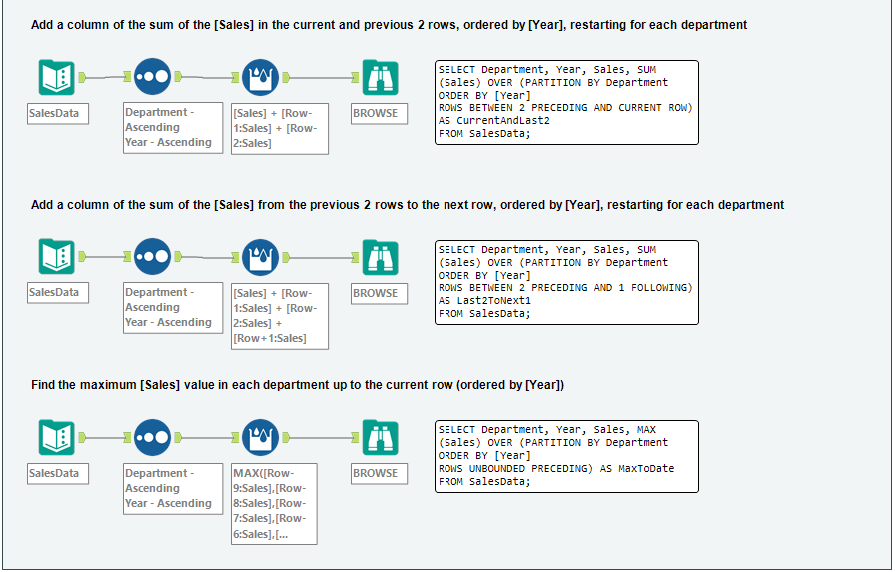 Add a column of the sum of the [Sales] in the current and previous 2 rows, ordered by [Year], restarting for each department
SalesData
Department -
Ascending
Year - Ascending
[Sales] + [Row-
1:Sales] + [Row-
2:Sales]
BROWSE
SELECT Department, Year, Sales, SUM
(Sales) OVER (PARTITION BY Department
ORDER BY [Year]
ROWS BETWEEN 2 PRECEDING AND CURRENT ROW)
AS CurrentAndLast2
FROM SalesData;
Add a column of the sum of the [Sales] from the previous 2 rows to the next row, ordered by [Year], restarting for each department
SalesData
Department -
Ascending
Year - Ascending
[Sales] + [Row-
1:Sales] + [Row-
2:Sales] +
[Row+1:Sales]
BROWSE
SELECT Department, Year, Sales, SUM
(Sales) OVER (PARTITION BY Department
ORDER BY [Year]
ROWS BETWEEN 2 PRECEDING AND 1 FOLLOWING)
AS Last2ToNext1
FROM SalesData;
Find the maximum [Sales] value in each department up to the current row (ordered by [Year])
SalesData
Department -
Ascending
Year - Ascending
MAX([Row-
9:Sales],[Row-
8:Sales],[Row-
7:Sales],[Row-
6:Sales],[...
BROWSE
SELECT Department, Year, Sales, MAX
(Sales) OVER (PARTITION BY Department
ORDER BY [Year]
ROWS UNBOUNDED PRECEDING) AS MaxToDate
FROM SalesData;